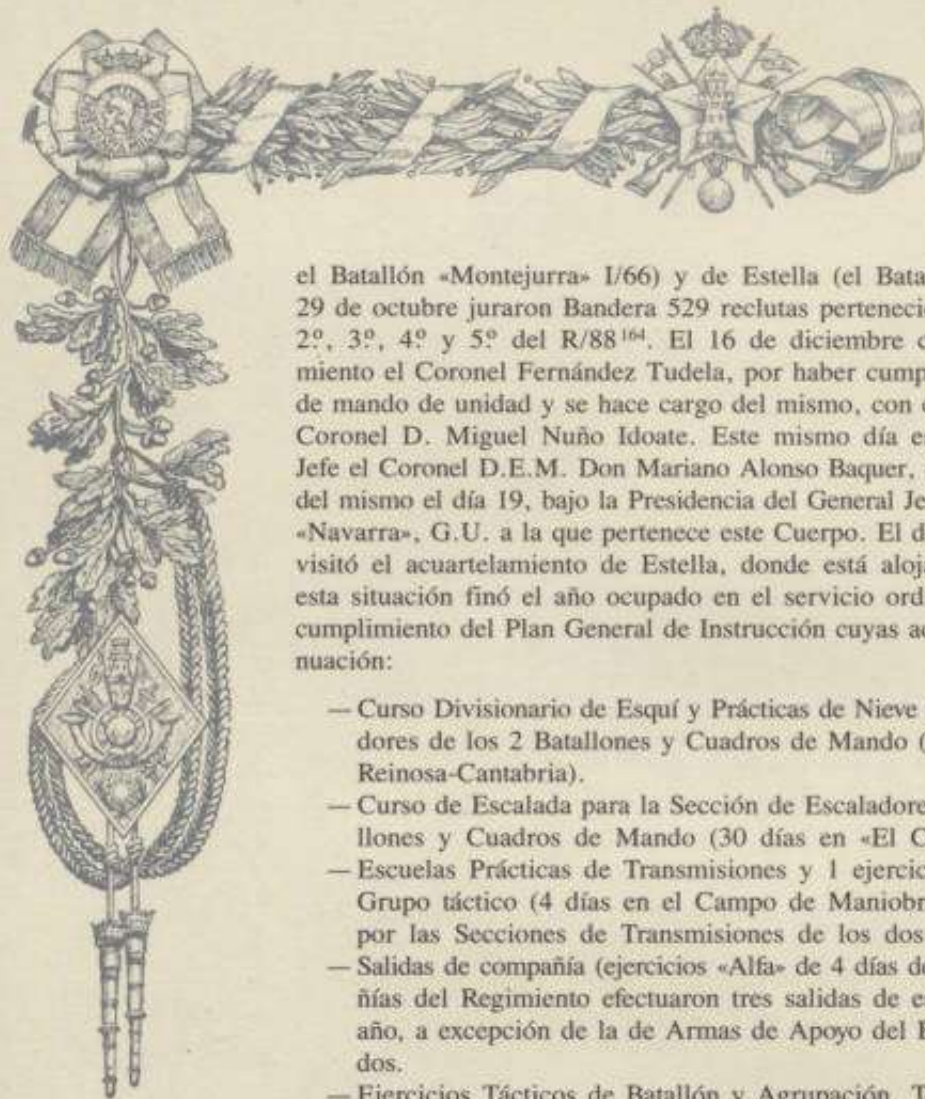 el Batallón «Montejurra» I/66) y de Estella (el Bata
29 de octubre juraron Bandera 529 reclutas pertenecie
2º, 3º, 4º y 5º del R/88¹⁶⁴. El 16 de diciembre c
miento el Coronel Fernández Tudela, por haber cump
de mando de unidad y se hace cargo del mismo, con
Coronel D. Miguel Nuño Idoate. Este mismo día e
Jefe el Coronel D.E.M. Don Mariano Alonso Baquer,
del mismo el día 19, bajo la Presidencia del General Je
«Navarra», G.U. a la que pertenece este Cuerpo. El d
visitó el acuartelamiento de Estella, donde está aloj
esta situación finó el año ocupado en el servicio ord
cumplimiento del Plan General de Instrucción cuyas a
nuación:
— Curso Divisionario de Esquí y Prácticas de Nieve
dores de los 2 Batallones y Cuadros de Mando (
Reinosa-Cantabria).
— Curso de Escalada para la Sección de Escaladore
llones y Cuadros de Mando (30 días en «El C
— Escuelas Prácticas de Transmisiones y 1 ejercic
Grupo táctico (4 días en el Campo de Maniobr
por las Secciones de Transmisiones de los dos
— Salidas de compañía (ejercicios «Alfa» de 4 días d
ñías del Regimiento efectuaron tres salidas de e
año, a excepción de la de Armas de Apoyo del
dos.
— Ejercicios Tácticos de Batallón y Agrupación. T